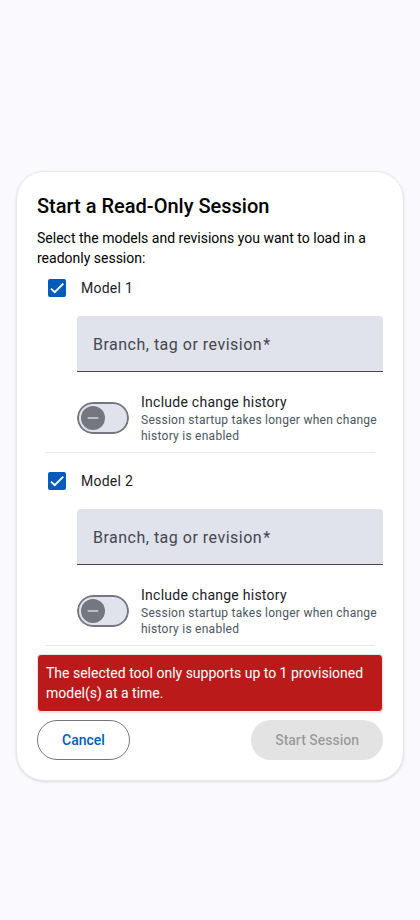 Start a Read-Only Session
Select the models and revisions you want to load in a
readonly session:
Model 1
Branch, tag or revision*
Include change history
Session startup takes longer when change
history is enabled
Model 2
Branch, tag or revision*
Include change history
Session startup takes longer when change
history is enabled
The selected tool only supports up to 1 provisioned
model(s) at a time.
Cancel
Start Session